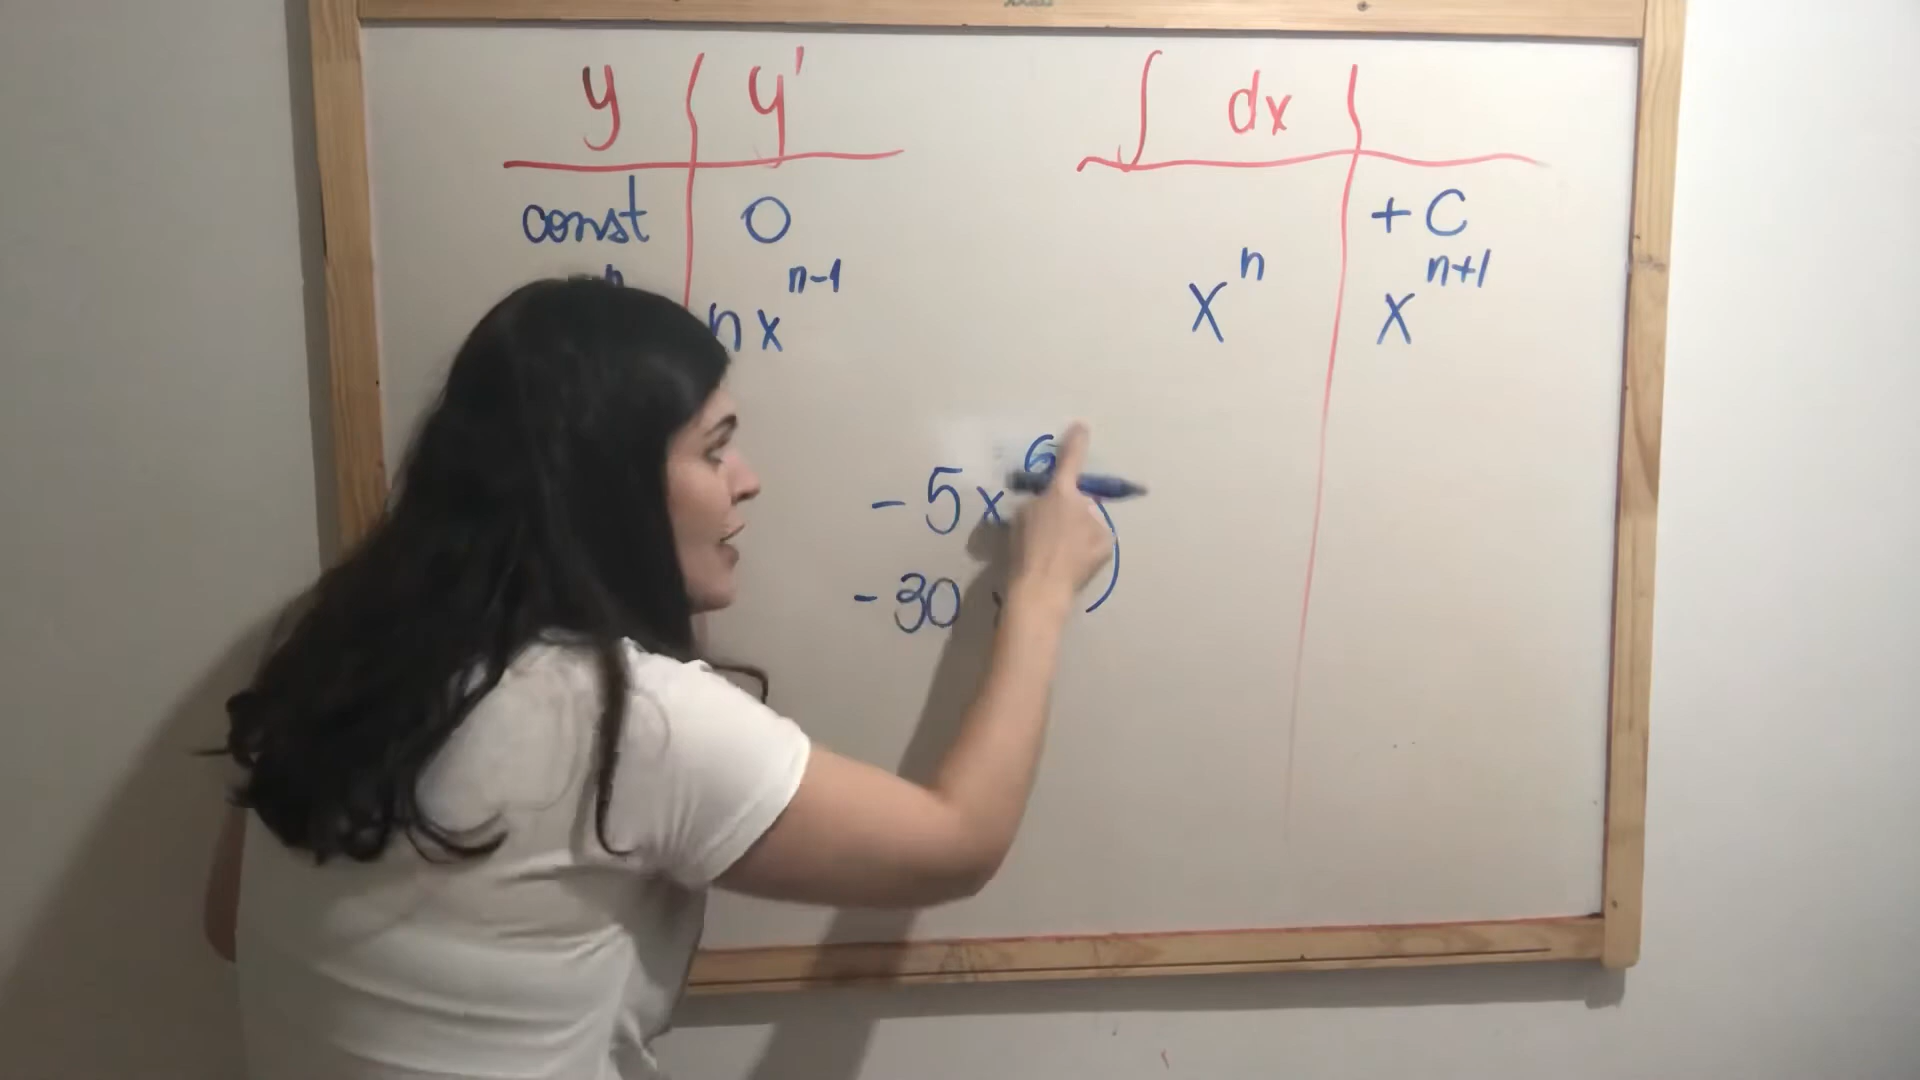 y y'
∫ dx
const 0
+ C
n x^{n-1}
x^n x^{n+1}
- 5x^6
- 30